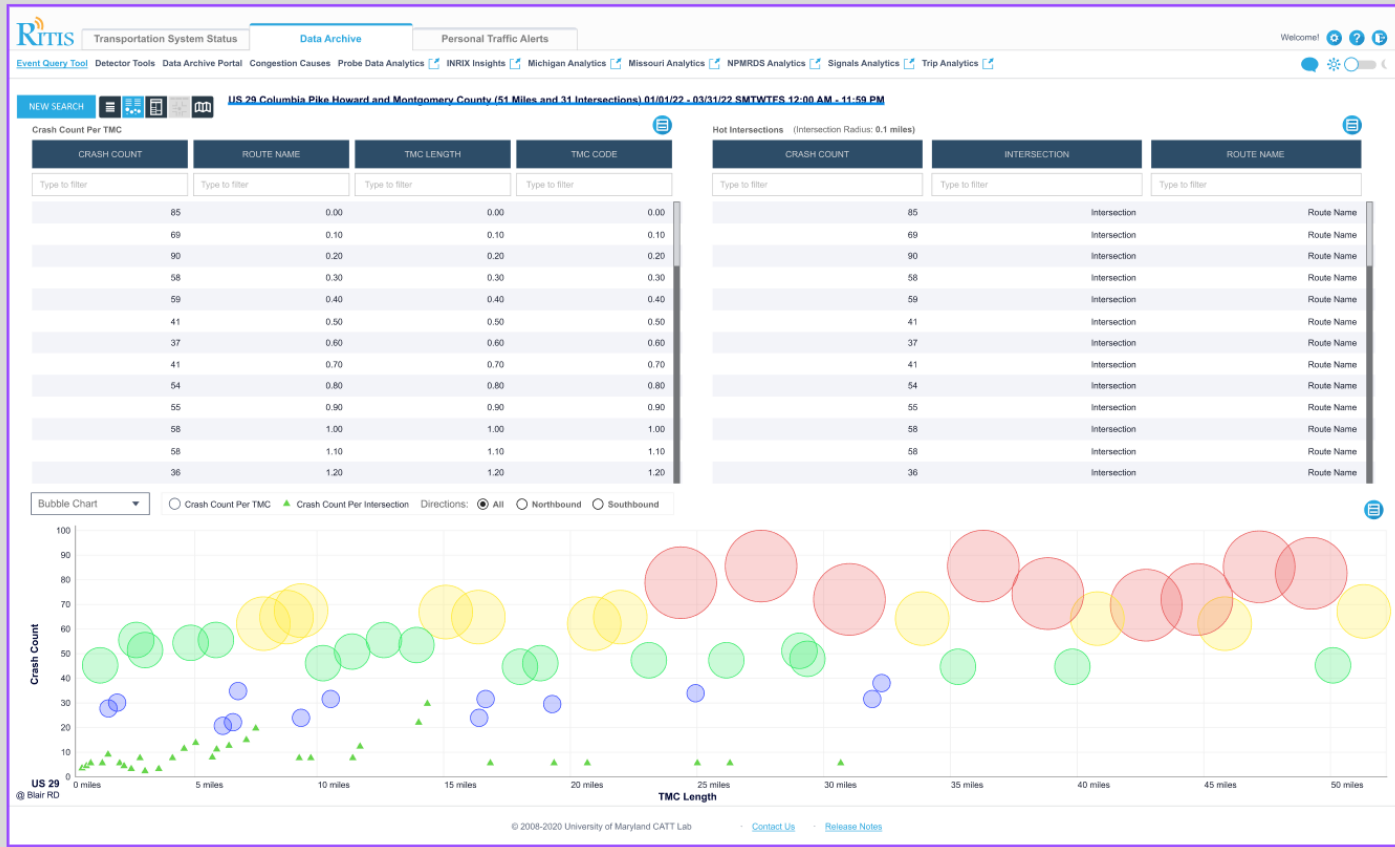 RITIS
Transportation System Status Data Archive Personal Traffic Alerts Welcome! ?
Event Query Tool Detector Tools Data Archive Portal Congestion Causes Probe Data Analytics INRIX Insights Michigan Analytics Missouri Analytics NPMRDS Analytics Signals Analytics Trip Analytics
NEW SEARCH US 29 Columbia Pike Howard and Montgomery County (51 Miles and 31 Intersections) 01/01/22 - 03/31/22 SMTWTFS 12:00 AM - 11:59 PM
Crash Count Per TMC
CRASH COUNT ROUTE NAME TMC LENGTH TMC CODE
Type to filter Type to filter Type to filter Type to filter
85 0.00 0.00 0.00
69 0.10 0.10 0.10
90 0.20 0.20 0.20
58 0.30 0.30 0.30
59 0.40 0.40 0.40
41 0.50 0.50 0.50
37 0.60 0.60 0.60
41 0.70 0.70 0.70
54 0.80 0.80 0.80
55 0.90 0.90 0.90
58 1.00 1.00 1.00
58 1.10 1.10 1.10
36 1.20 1.20 1.20
Hot Intersections (Intersection Radius: 0.1 miles)
CRASH COUNT INTERSECTION ROUTE NAME
Type to filter Type to filter Type to filter
85 Intersection Route Name
69 Intersection Route Name
90 Intersection Route Name
58 Intersection Route Name
59 Intersection Route Name
41 Intersection Route Name
37 Intersection Route Name
41 Intersection Route Name
54 Intersection Route Name
55 Intersection Route Name
58 Intersection Route Name
58 Intersection Route Name
36 Intersection Route Name
Bubble Chart Crash Count Per TMC Crash Count Per Intersection Directions: All Northbound Southbound
Crash Count
100
90
80
70
60
50
40
30
20
10
0
US 29
@ Blair RD
0 miles 5 miles 10 miles 15 miles 20 miles 25 miles 30 miles 35 miles 40 miles 45 miles 50 miles
TMC Length
© 2008-2020 University of Maryland CATT Lab · Contact Us · Release Notes